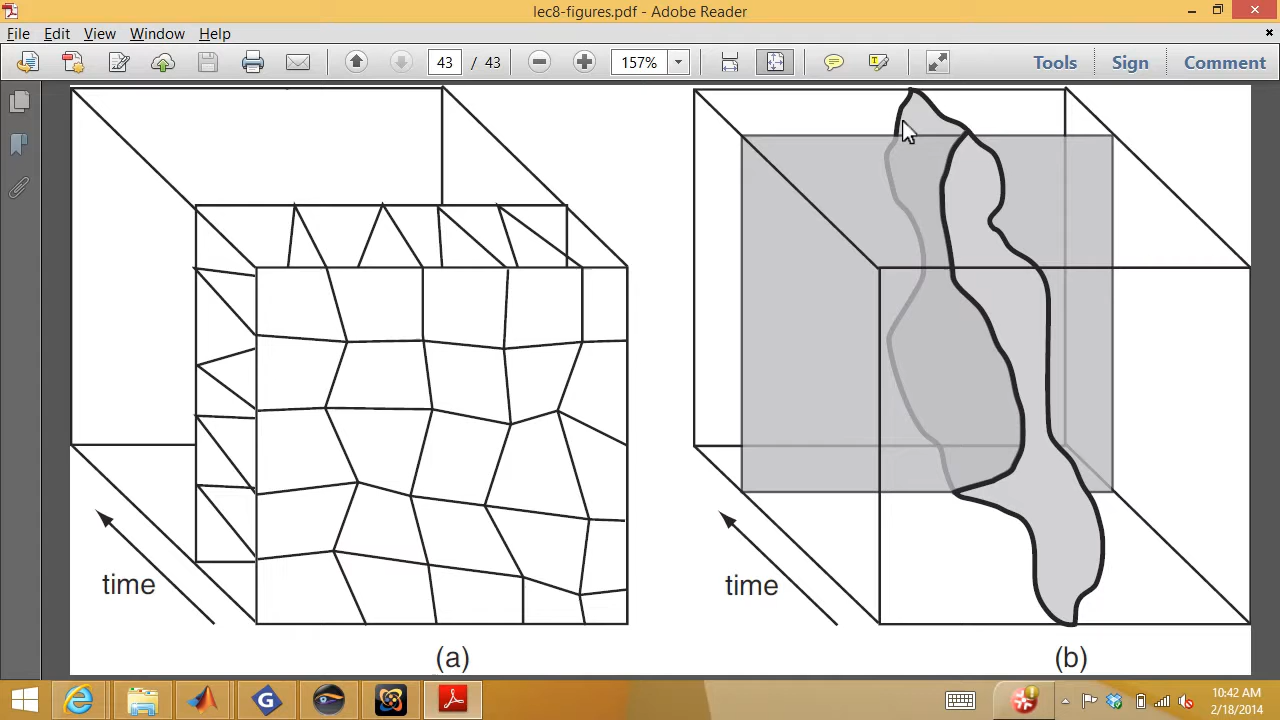 lec8-figures.pdf - Adobe Reader
File Edit View Window Help
43 / 43 157% Tools Sign Comment
time
time
(a)
(b)
10:42 AM
2/18/2014